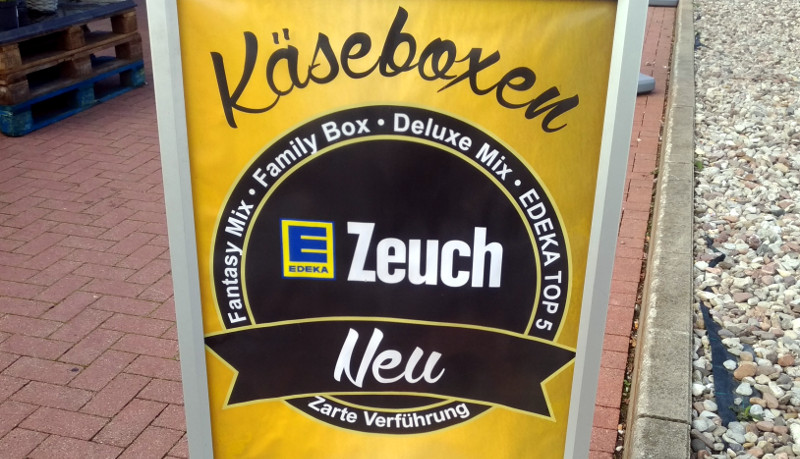 Käseboxen
Fantasy Mix • Family Box • Deluxe Mix • EDEKA TOP 5
E
EDEKA
Zeuch
Neu
Zarte Verführung